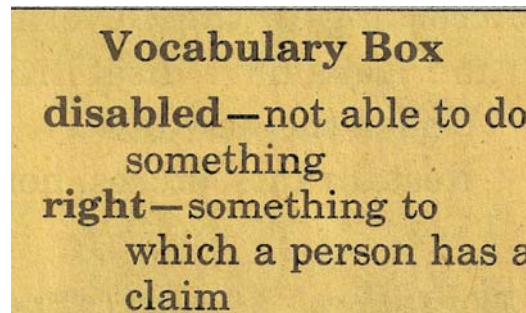 Vocabulary Box
disabled—not able to do
something
right—something to
which a person has a
claim